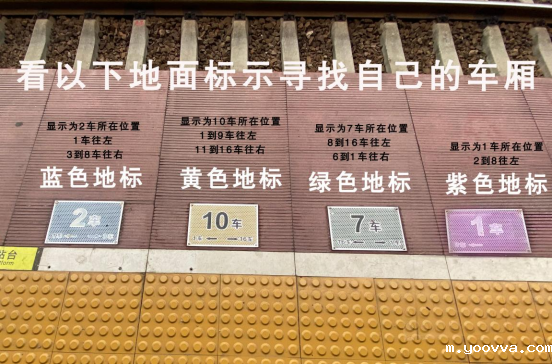 看以下地面标示寻找自己的车厢
显示为2车所在位置
1车往左
3到8车往右
蓝色地标
显示为10车所在位置
1到9车往左
11到16车往右
黄色地标
显示为7车所在位置
8到16车往左
6到1车往右
绿色地标
显示为1车所在位置
2到8往左
紫色地标
2车
10车
1车 16车
7车
1车
站台
m.yoovva.com